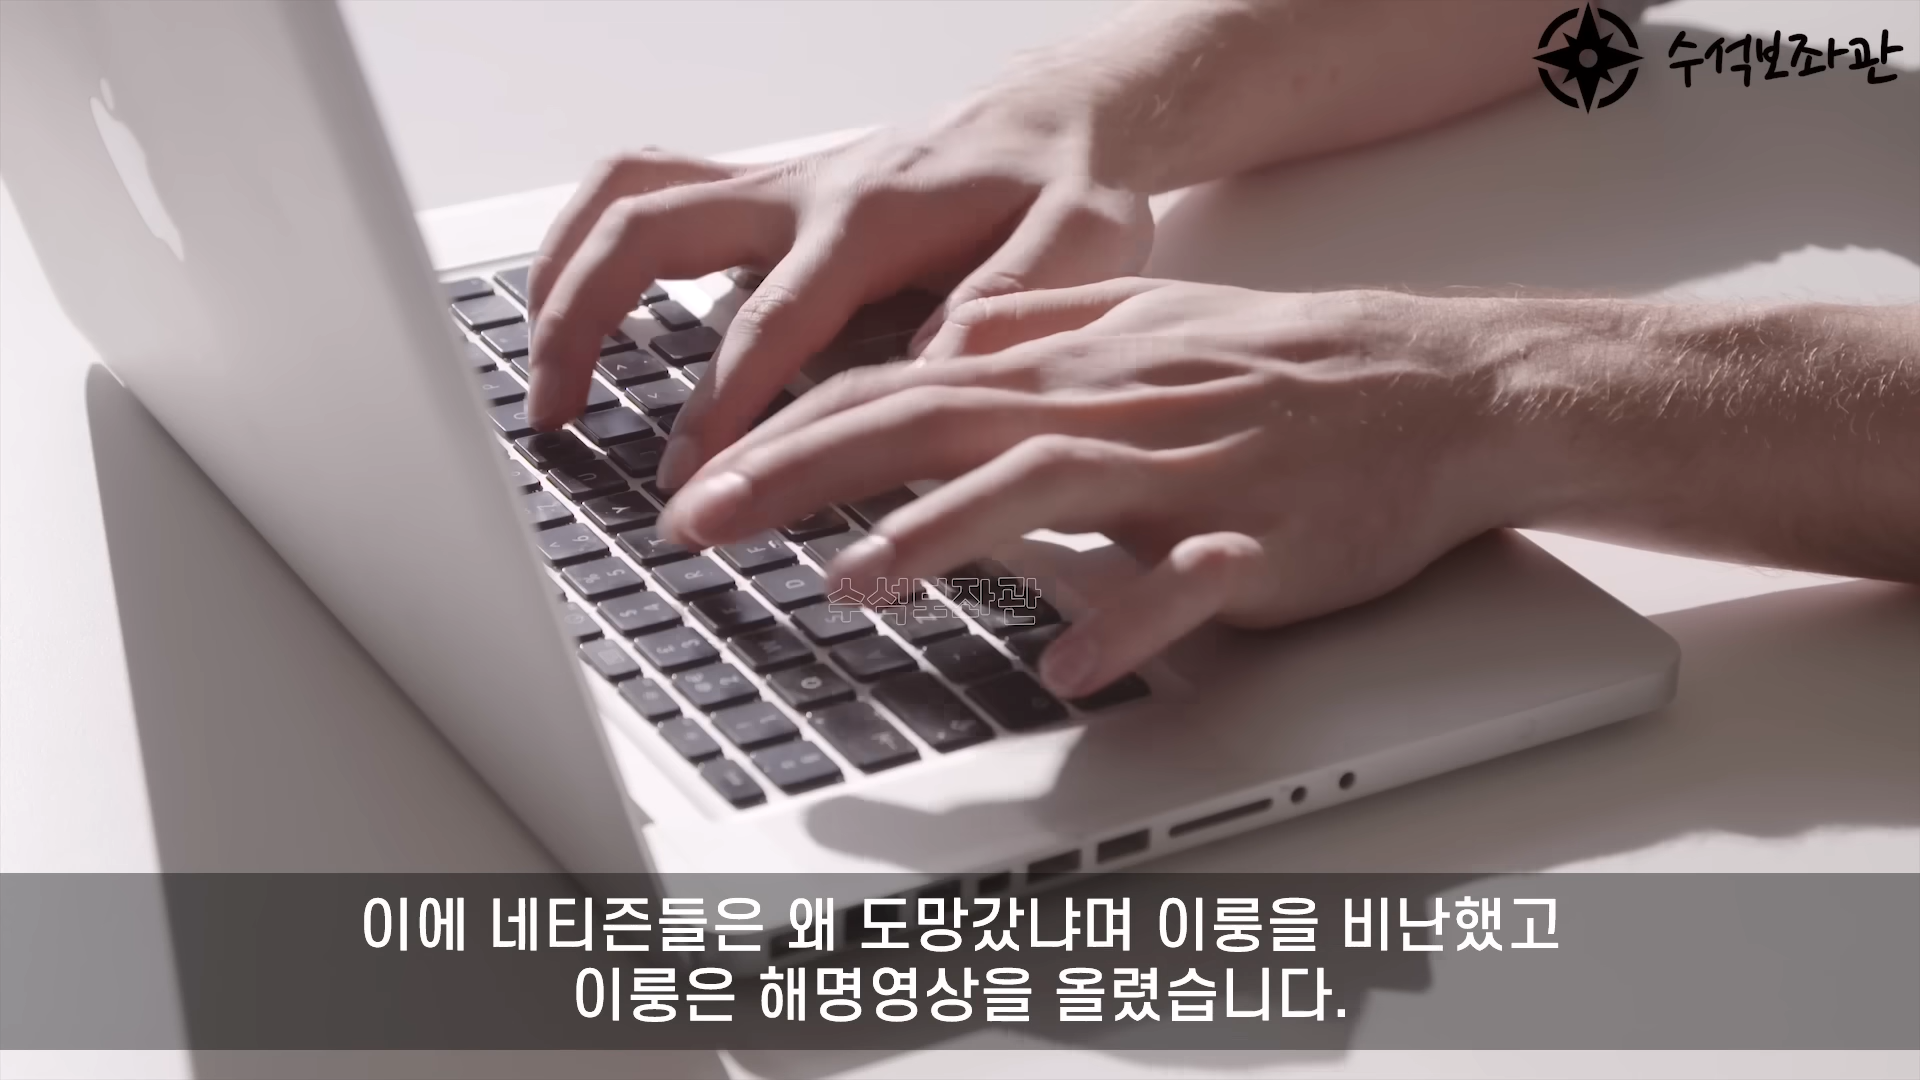 수석보좌관
수석보좌관
이에 네티즌들은 왜 도망갔냐며 이룽을 비난했고
이룽은 해명영상을 올렸습니다.